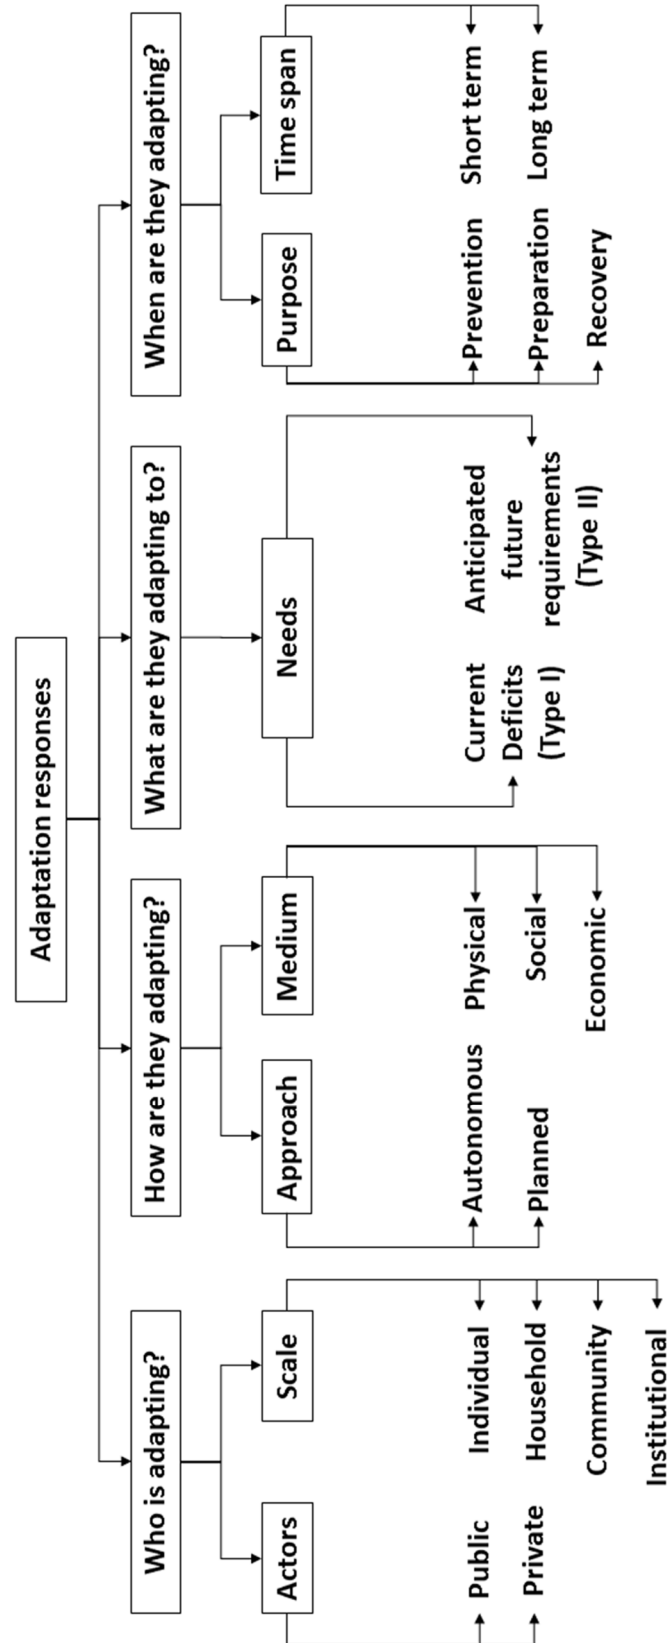 Adaptation responses
Who is adapting?
How are they adapting?
What are they adapting to?
When are they adapting?
Actors
Scale
Approach
Medium
Needs
Purpose
Time span
Public
Private
Individual
Household
Community
Institutional
Autonomous
Planned
Physical
Social
Economic
Current
Deficits
(Type I)
Anticipated
future
requirements
(Type II)
Prevention
Preparation
Recovery
Short term
Long term